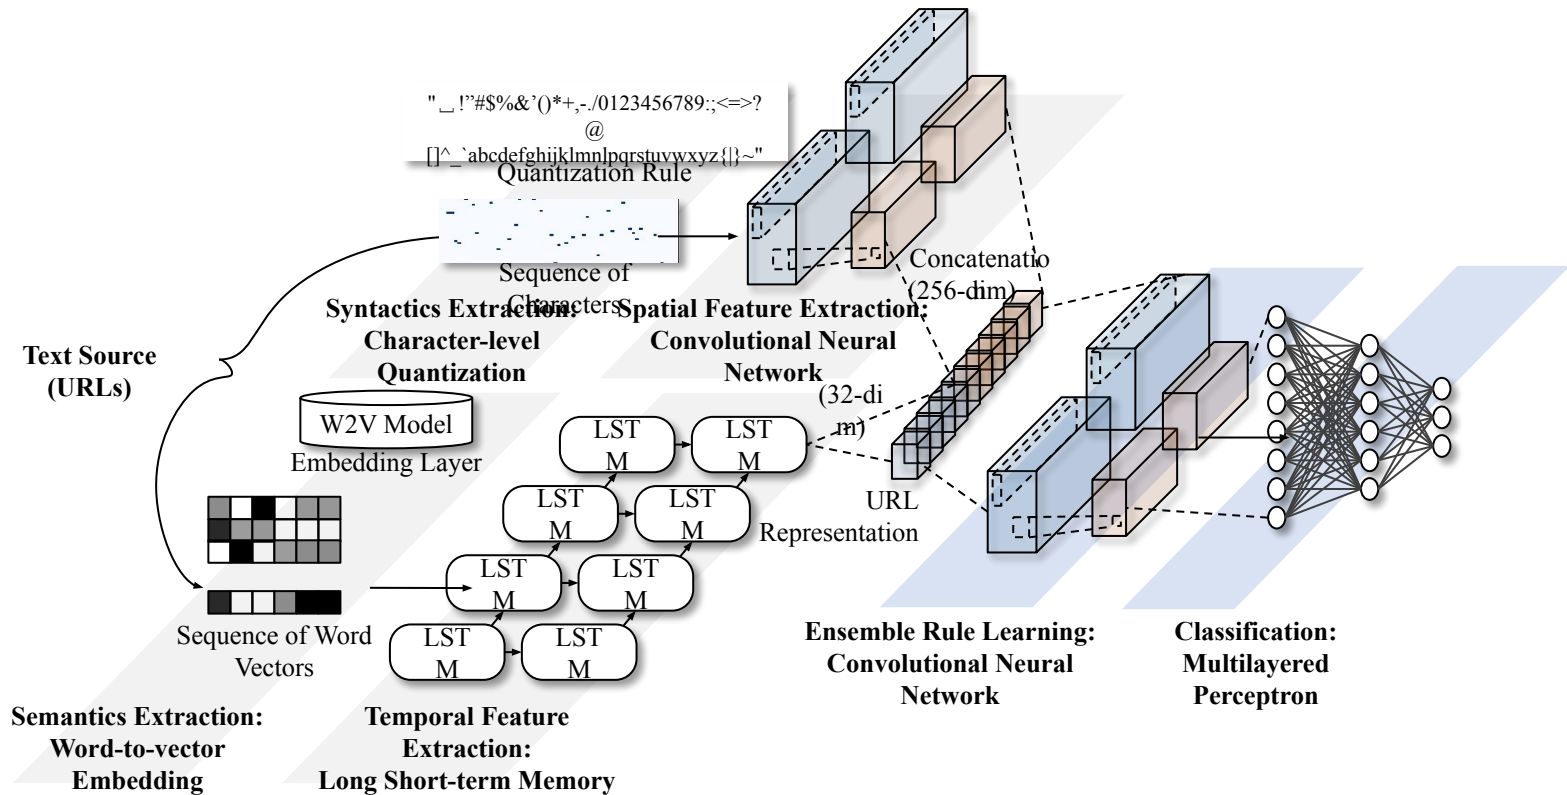 "⎵ !”#$%&’()*+,-./0123456789:;<=>?
@
[]^_`abcdefghijklmnlpqrstuvwxyz{|}~"
Quantization Rule
Sequence of
Characters
Syntactics Extraction:
Character-level
Quantization
Spatial Feature Extraction:
Convolutional Neural
Network
Concatenatio
n
(256-dim)
Text Source
(URLs)
W2V Model
Embedding Layer
(32-di
m)
LST
M
LST
M
LST
M
LST
M
LST
M
LST
M
LST
M
LST
M
URL
Representation
Sequence of Word
Vectors
Ensemble Rule Learning:
Convolutional Neural
Network
Classification:
Multilayered
Perceptron
Semantics Extraction:
Word-to-vector
Embedding
Temporal Feature
Extraction:
Long Short-term Memory